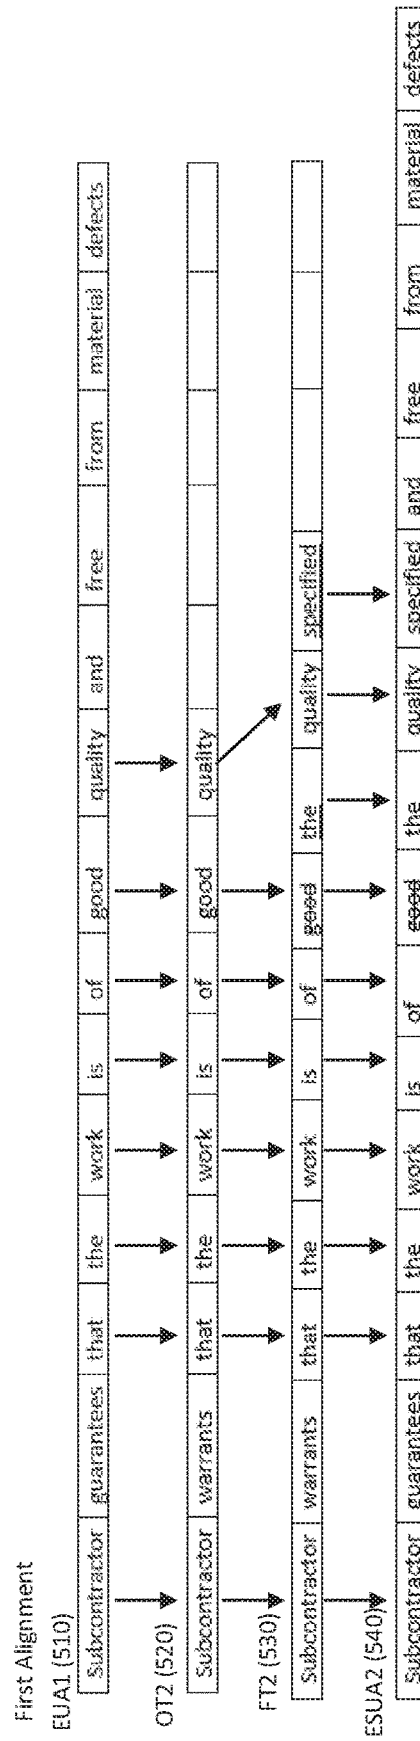 First Alignment
EUA1 (510)
Subcontractor guarantees that the work is of good quality and free from material defects
OT2 (520)
Subcontractor warrants that the work is of good quality
FT2 (530)
Subcontractor warrants that the work is of good the quality specified
ESUA2 (540)
Subcontractor guarantees that the work is of good the quality specified and free from material defects